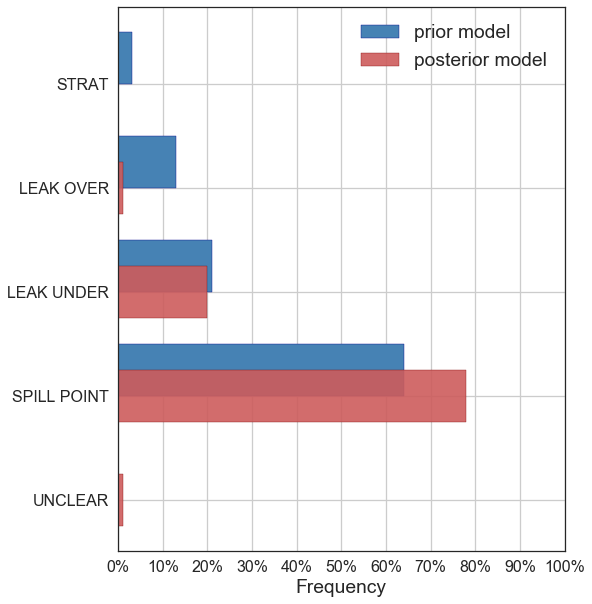 prior model
posterior model
STRAT
LEAK OVER
LEAK UNDER
SPILL POINT
UNCLEAR
0% 10% 20% 30% 40% 50% 60% 70% 80% 90% 100%
Frequency